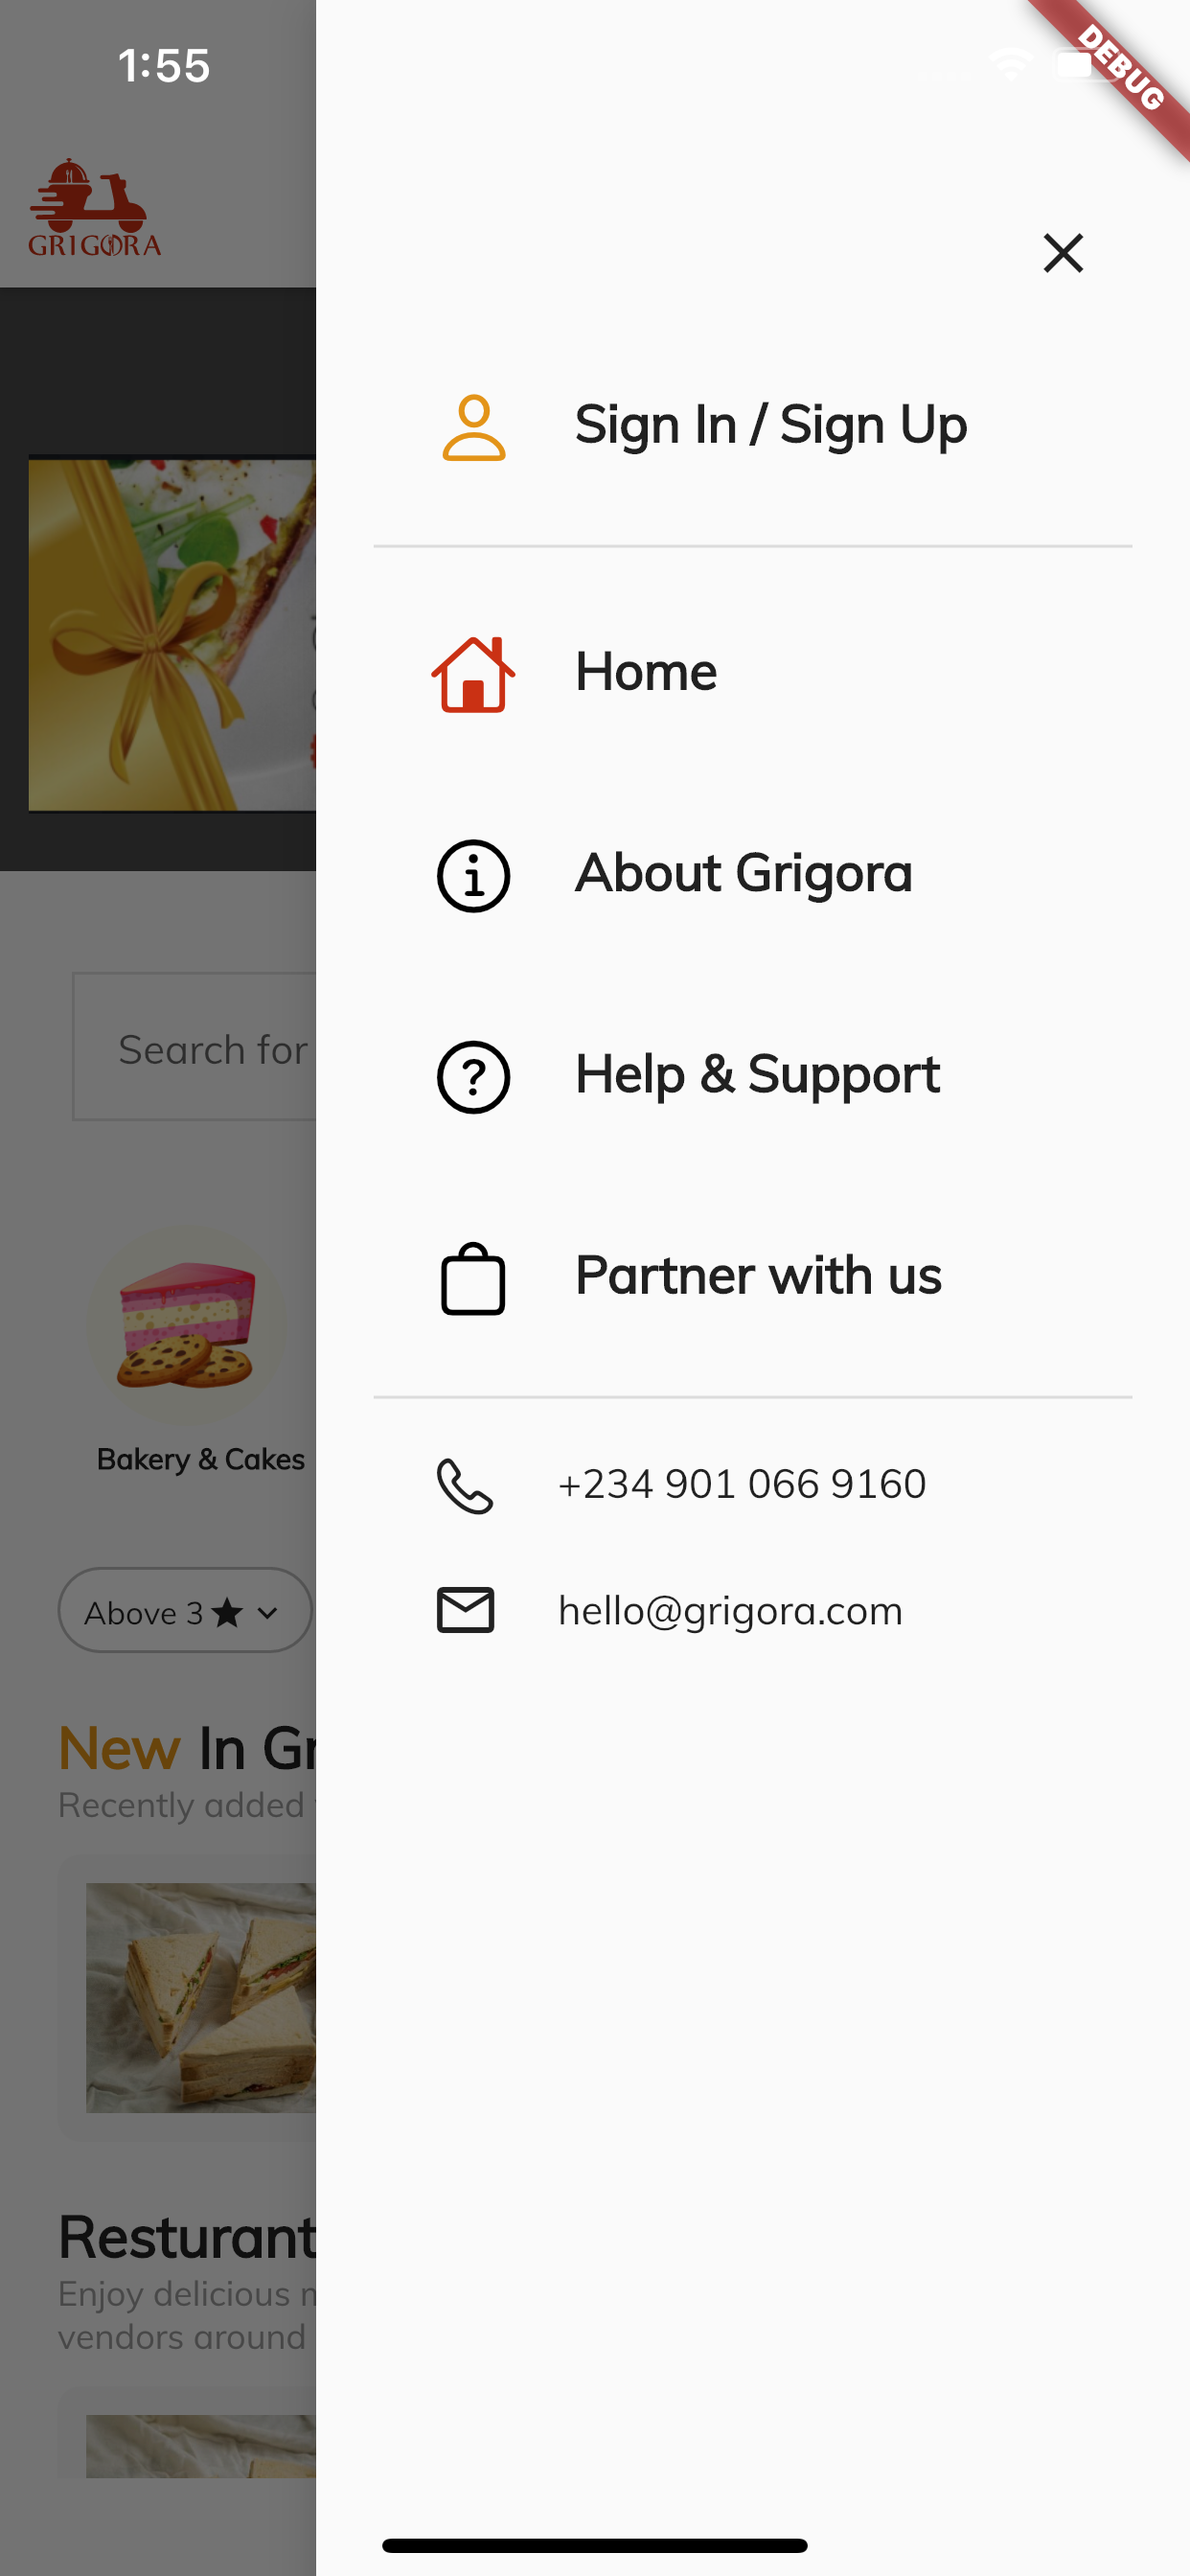 1:55
DEBUG
GRIGORA
Sign In / Sign Up
Home
About Grigora
Help & Support
Partner with us
+234 901 066 9160
hello@grigora.com
Search for
Bakery & Cakes
Above 3
New In Gr
Recently added
Resturant
Enjoy delicious
vendors around